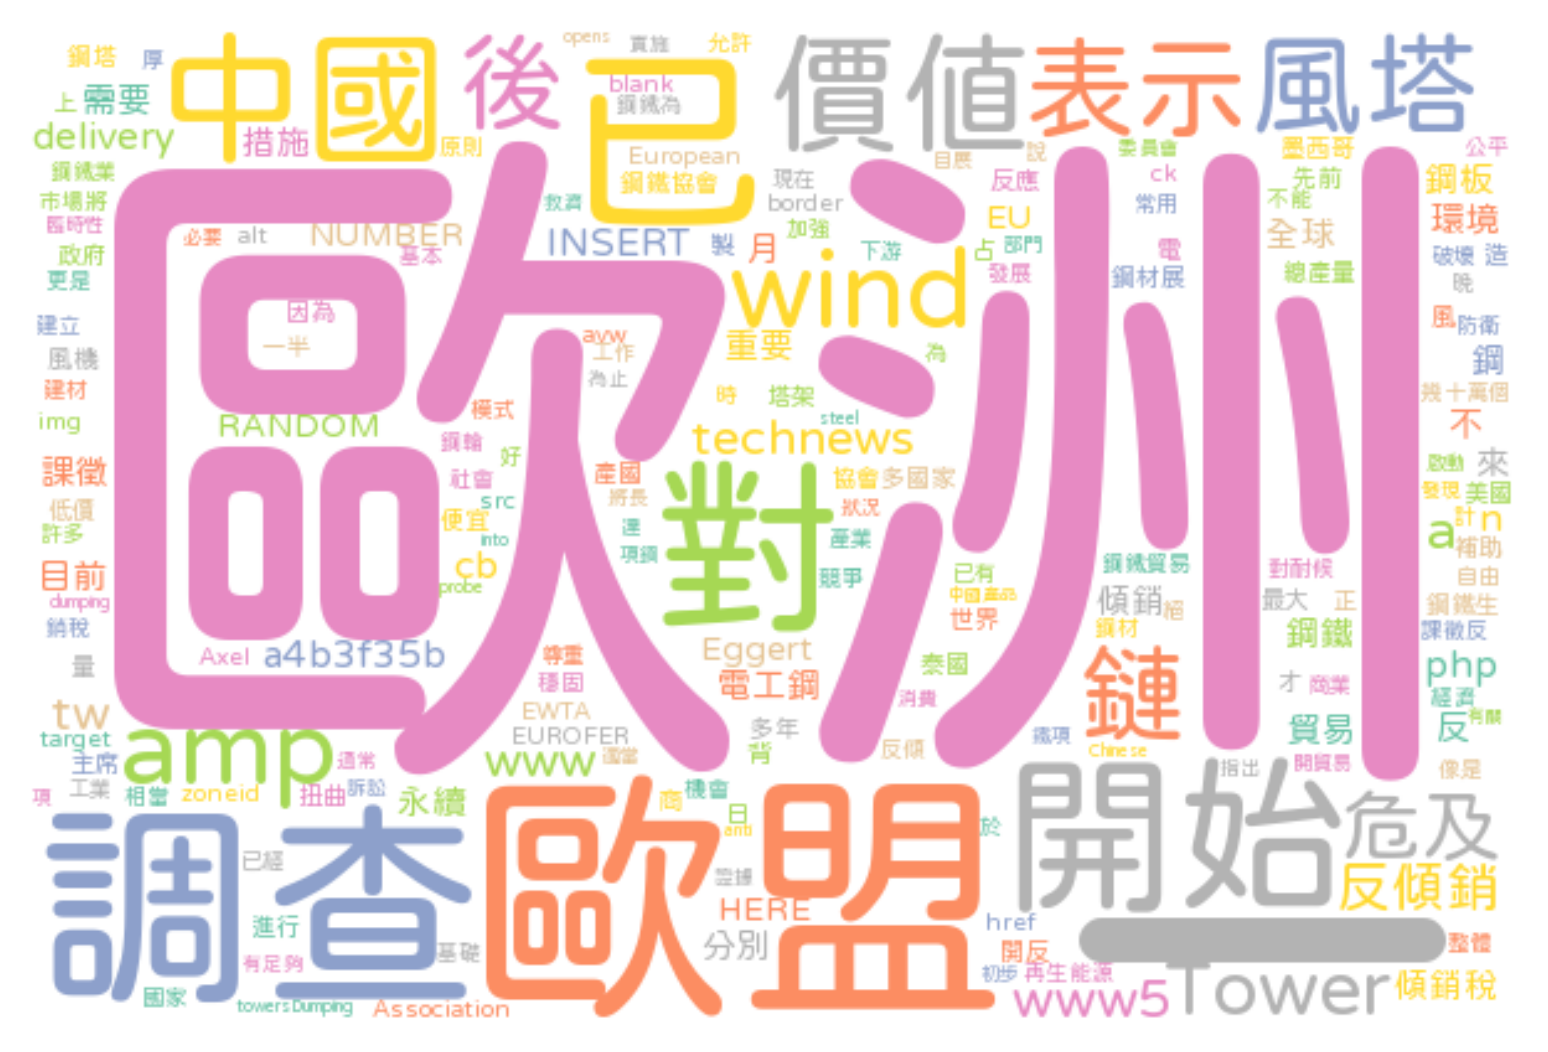 鋼塔 厚 中國 後 opens 實施 允許 已 價值 表示 風塔
上 需要 blank 鋼鐵為
delivery 措施 原則 European 目展 說 委員會 墨西哥 公平
鋼鐵業 鋼鐵協會 現在 反應 ck 先前 鋼板
市場將 救濟 border 常用 不能
臨時性 必要 alt NUMBER INSERT 製 月 加強 EU 全球 環境
政府 基本 下游 占 部門 電 破壞 造
更是 wind 發展 鋼材展 總產量 晚
歐洲
建立 因為 風 防衛
風機 一半 avw 工作 重要 為 鋼
建材 為止 時 塔架 幾十萬個
img RANDOM 模式 steel 不
鋼輪 好 technews
課徵 社會 產國 對 協會 多國家 啟動 來
低價 src 將長 狀況 發現 美國
許多 便宜 達 產業 a 計 n
into 項鋼 鋼鐵貿易 補助
目前 cb 競爭 已有 對耐候 自由
dumping probe 中國產品 傾銷 絕 最大 正 鋼鐵生
銷稅 世界 鋼材 鋼鐵 課徵反
量 Axel a4b3f35b 尊重 Eggert 泰國 鏈 php
穩固 電工鋼 消費 才 商業 經濟
tw EWTA 多年 貿易 反 有關
target amp EUROFER 鐵項
主席 通常 www 適當 背 反傾 Chinese 指出 開貿易 像是
項 工業 相當 zoneid 扭曲 訴訟 永續 商 機會
調查 歐盟 日 anti 於 開始 危及
已經 證據 反傾銷
進行 HERE href
有足夠 基礎 分別 開反 整體
國家 初步 再生能源 傾銷稅
towersDumping Association www5 Tower